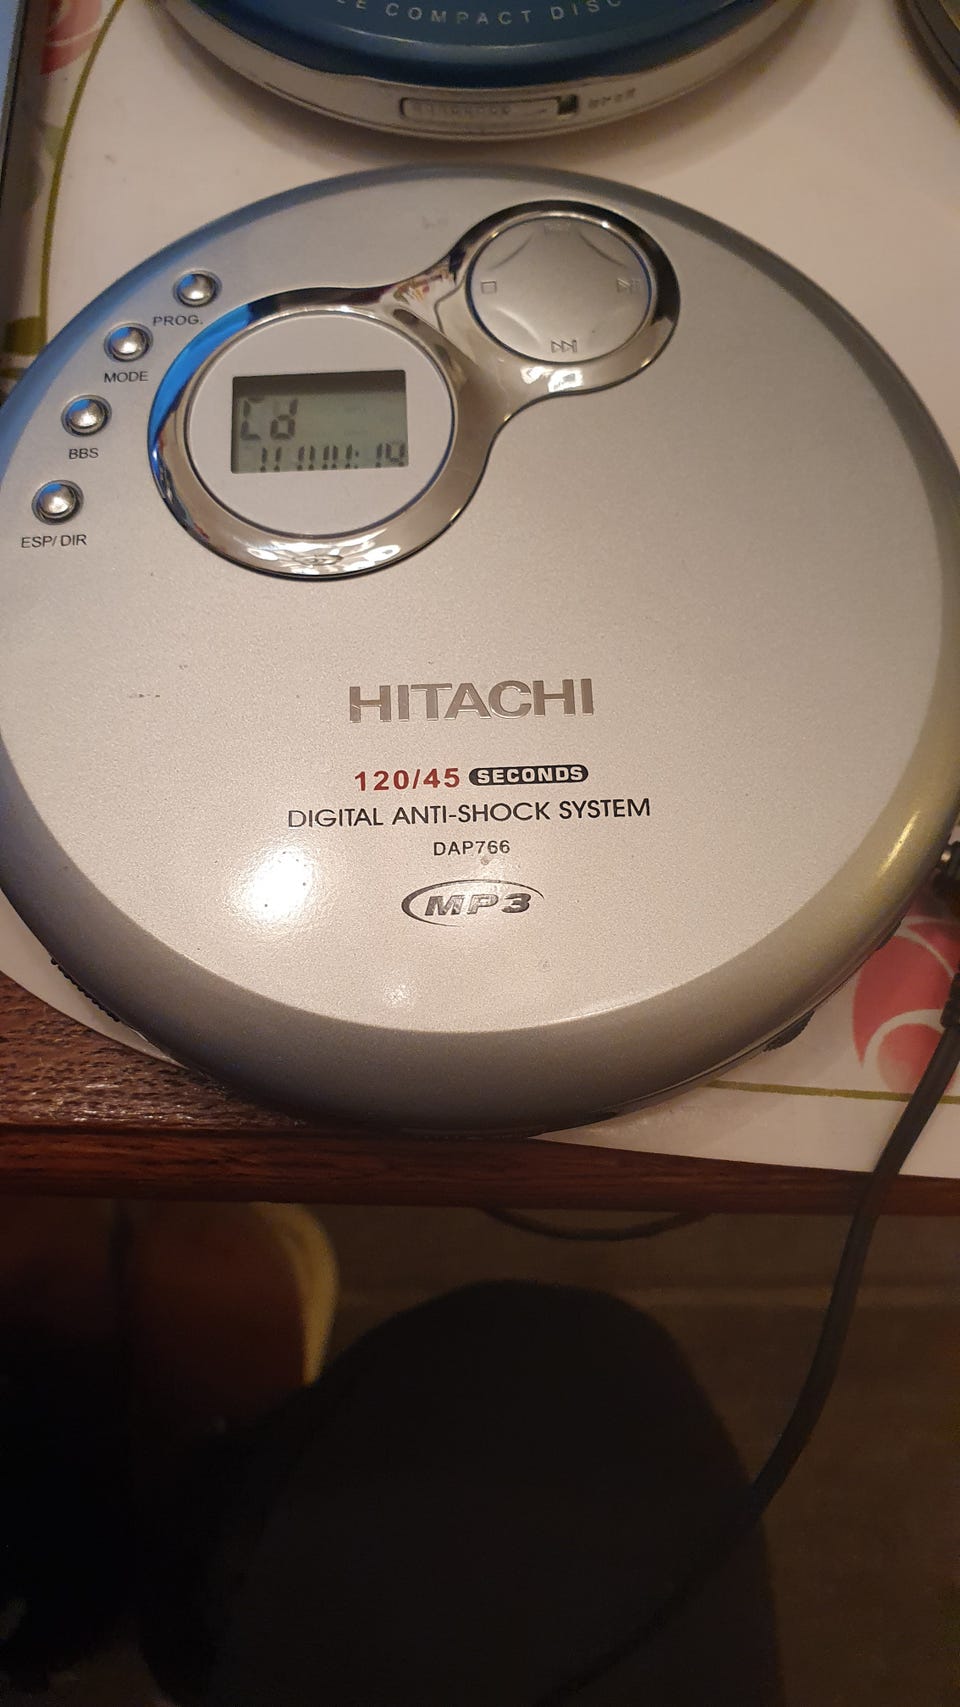 COMPACT DISC
PROG.
MODE
BBS
ESP/DIR
Cd
HITACHI
120/45 SECONDS
DIGITAL ANTI-SHOCK SYSTEM
DAP766
MP3